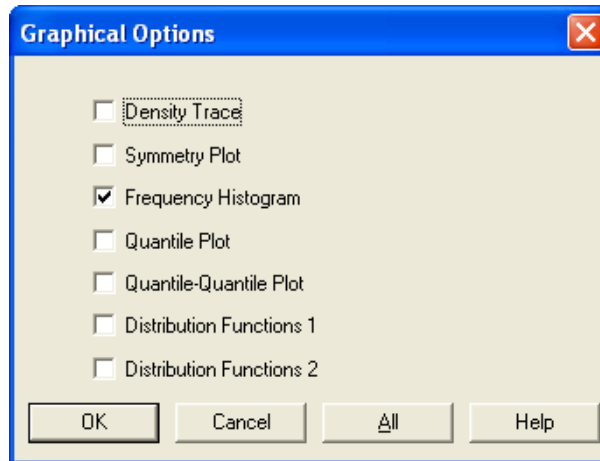 Graphical Options
Density Trace
Symmetry Plot
Frequency Histogram
Quantile Plot
Quantile-Quantile Plot
Distribution Functions 1
Distribution Functions 2
OK Cancel All Help